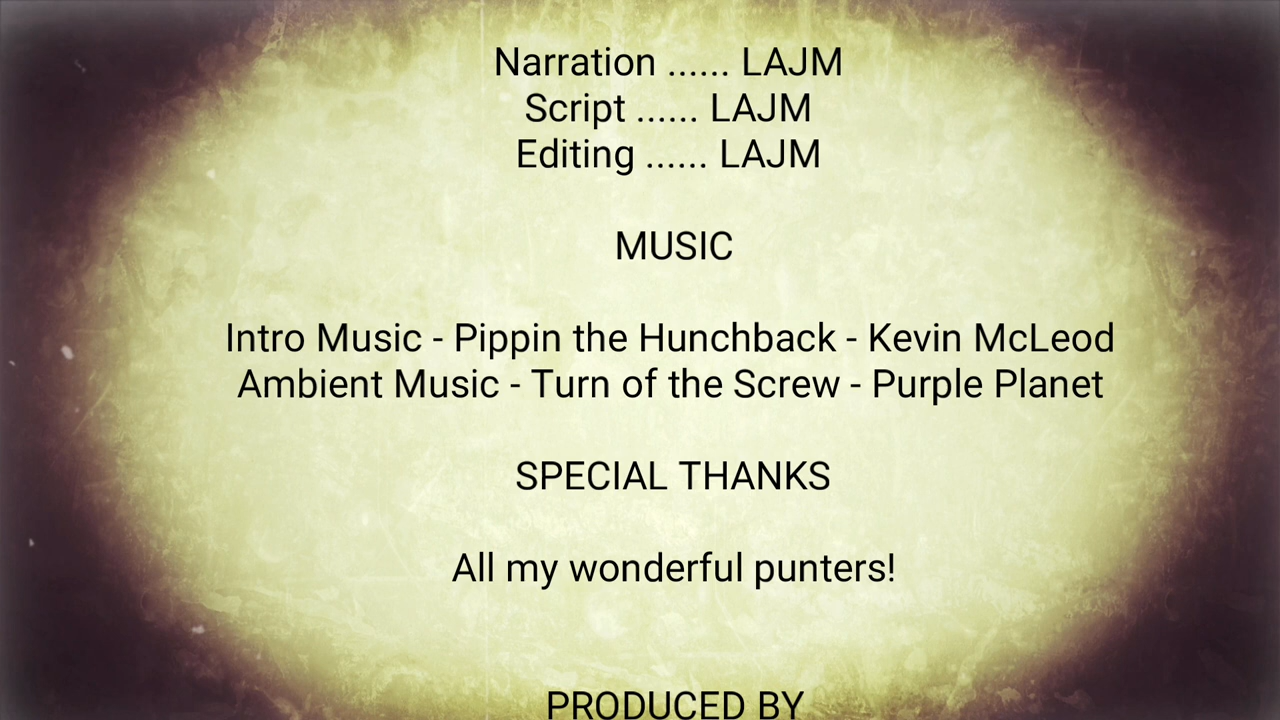 Narration ...... LAJM
Script ...... LAJM
Editing ...... LAJM
MUSIC
Intro Music - Pippin the Hunchback - Kevin McLeod
Ambient Music - Turn of the Screw - Purple Planet
SPECIAL THANKS
All my wonderful punters!
PRODUCED BY